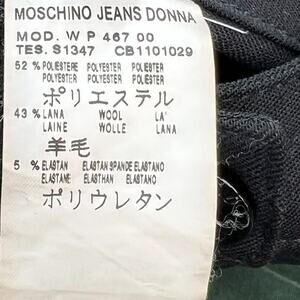 MOSCHINO JEANS DONNA
MOD. W P 467 00
TES. S1347 CB1101029
52 % POLIESTERE POLYESTER POLYESTER
POLYESTER POLYESTER POLIESTER
ポリエステル
43 % LANA WOOL LA'
LAINE WOLLE LANA
羊毛
5 % ELASTAN ELASTAN SPANDE ELASTANO
ELASTANE ELASTHAN ELASTANO
ポリウレタン